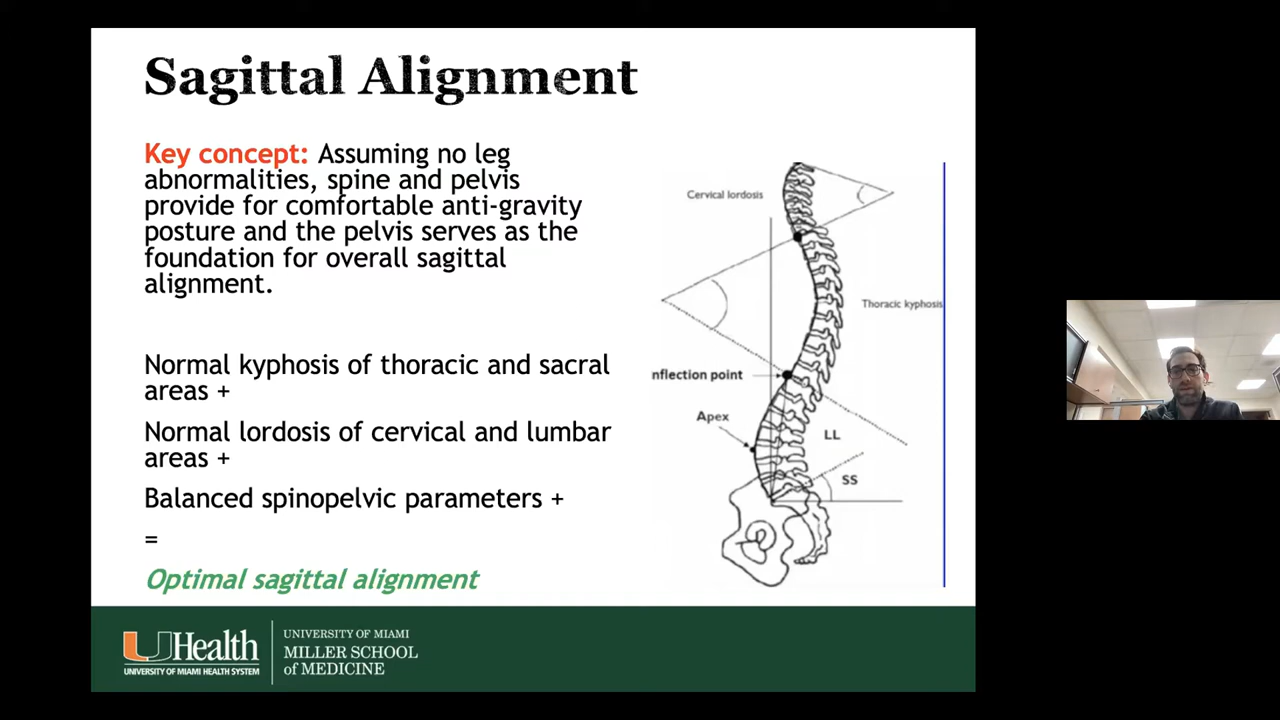 Sagittal Alignment
Key concept: Assuming no leg
abnormalities, spine and pelvis
provide for comfortable anti-gravity
posture and the pelvis serves as the
foundation for overall sagittal
alignment.
Normal kyphosis of thoracic and sacral
areas +
Normal lordosis of cervical and lumbar
areas +
Balanced spinopelvic parameters +
=
Optimal sagittal alignment
Cervical lordosis
Thoracic kyphosis
nflection point
Apex
LL
SS
UHealth
UNIVERSITY OF MIAMI HEALTH SYSTEM
UNIVERSITY OF MIAMI
MILLER SCHOOL
of MEDICINE